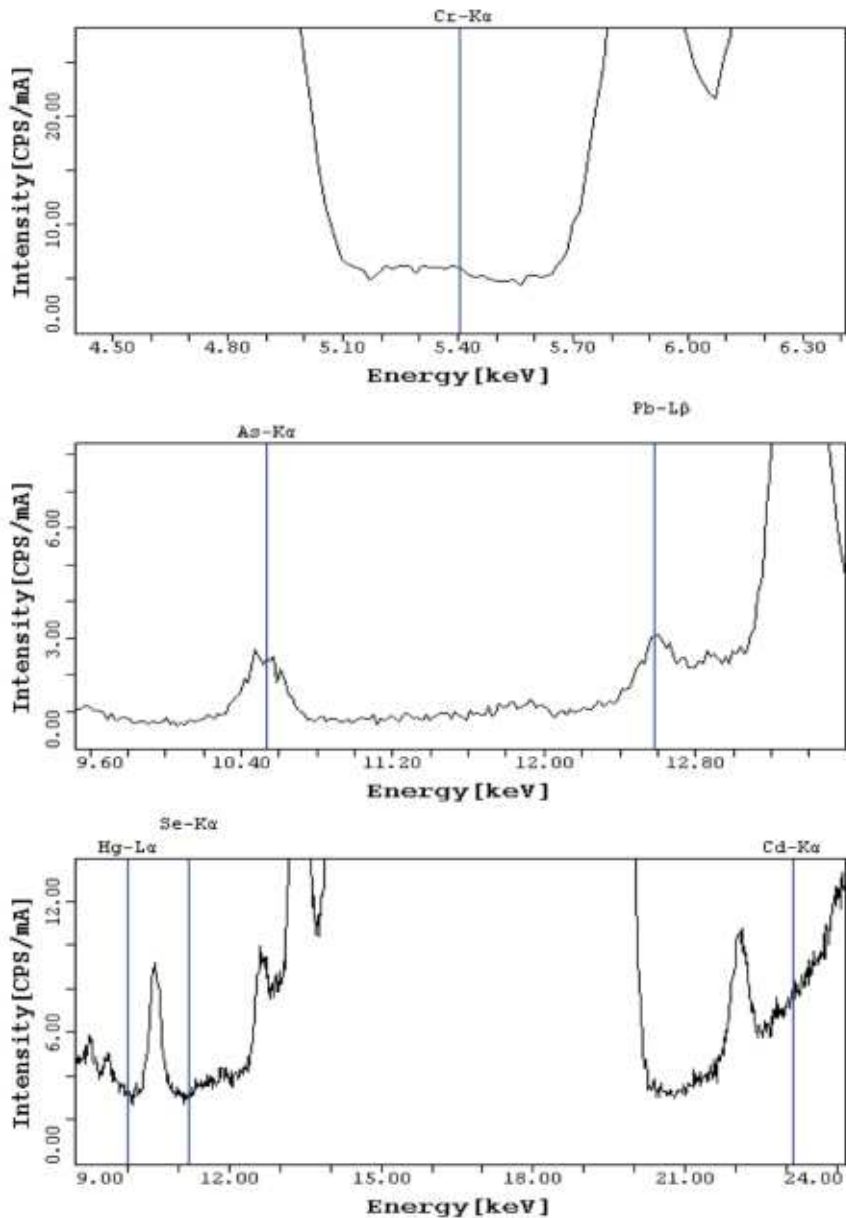 Cr-Kα
Intensity[CPS/mA]
20.00
10.00
0.00
4.50 4.80 5.10 5.40 5.70 6.00 6.30
Energy[keV]
Pb-Lβ
As-Kα
Intensity[CPS/mA]
6.00
3.00
0.00
9.60 10.40 11.20 12.00 12.80
Energy[keV]
Se-Kα
Hg-Lα Cd-Kα
Intensity[CPS/mA]
12.00
6.00
0.00
9.00 12.00 15.00 18.00 21.00 24.00
Energy[keV]